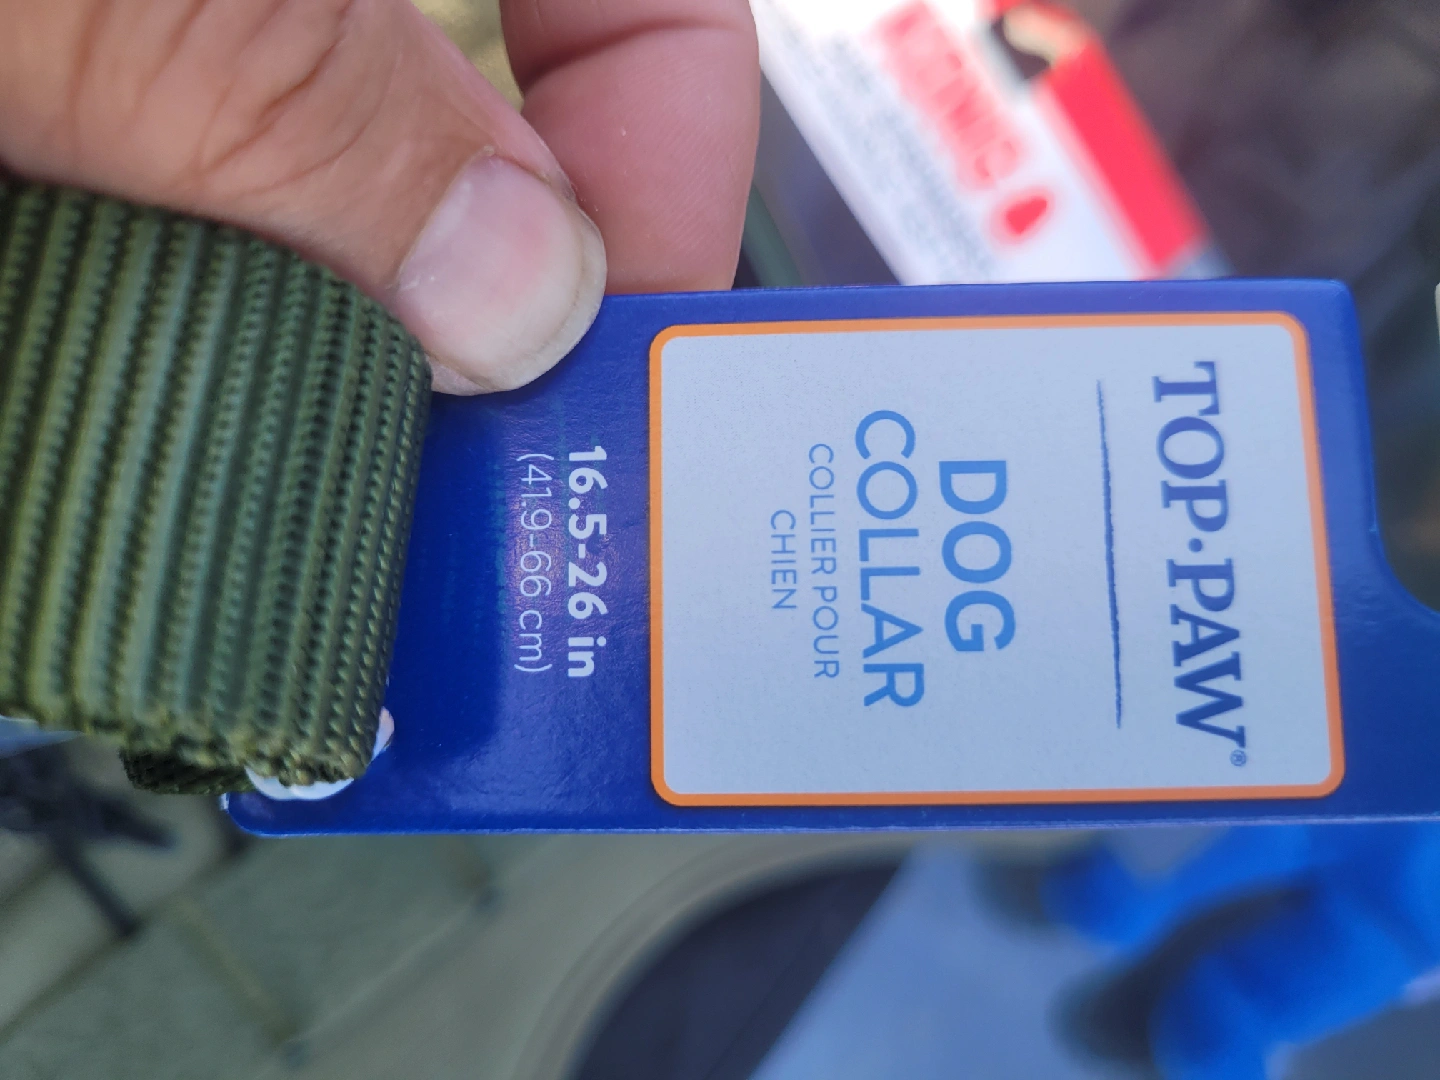 TOP·PAW®
DOG
COLLAR
COLLIER POUR
CHIEN
16.5-26 in
(41.9-66 cm)